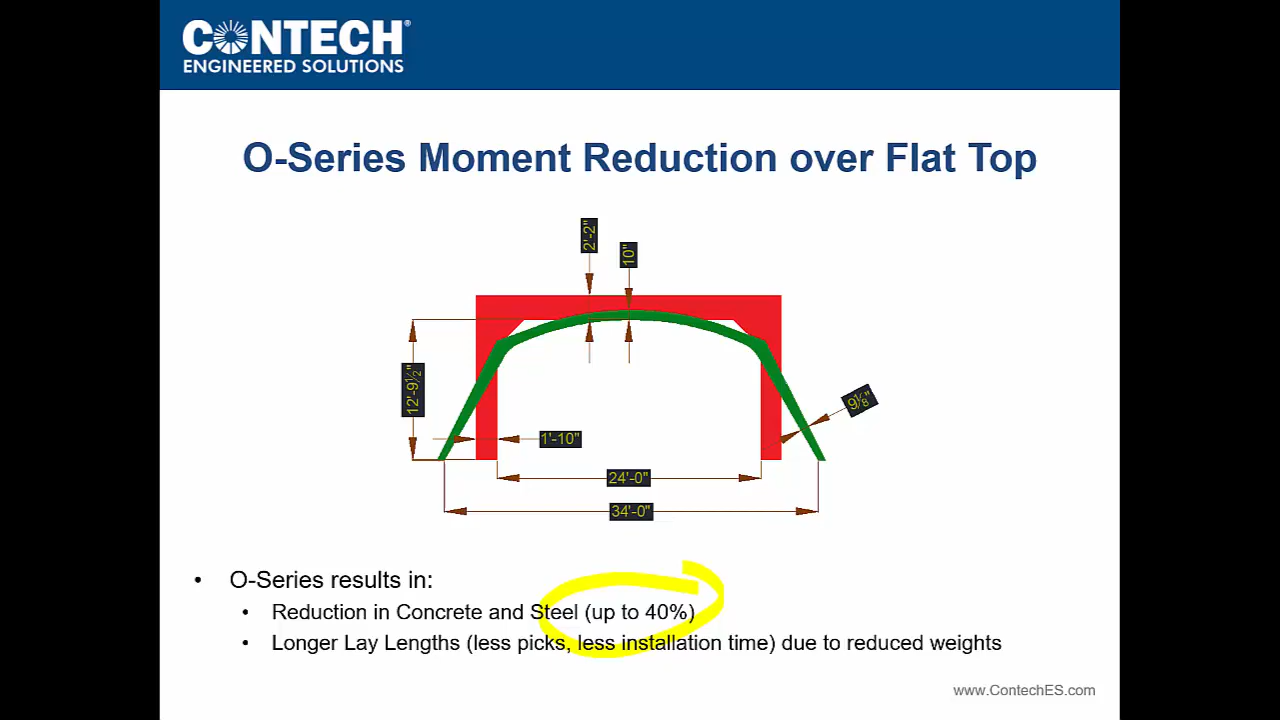 CONTECH®
ENGINEERED SOLUTIONS
O-Series Moment Reduction over Flat Top
2'-2"
10"
12'-9½"
9⅛"
1'-10"
24'-0"
34'-0"
• O-Series results in:
• Reduction in Concrete and Steel (up to 40%)
• Longer Lay Lengths (less picks, less installation time) due to reduced weights
www.ContechES.com